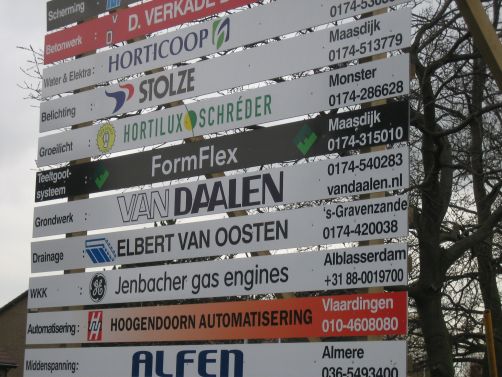 Scherming :
Betonwerk : V D D. VERKADE
Maasdijk
Water & Elektra : HORTICOOP 0174-513779
Belichting : STOLZE Monster
0174-286628
Groeilicht : HORTILUX SCHRÉDER Maasdijk
0174-315010
Teeltgoot-
systeem : FormFlex
0174-540283
Grondwerk : VAN DAALEN vandaalen.nl
's-Gravenzande
Drainage : ELBERT VAN OOSTEN 0174-420038
Alblasserdam
WKK : GE Jenbacher gas engines +31 88-0019700
Vlaardingen
Automatisering : HOOGENDOORN AUTOMATISERING 010-4608080
Almere
Middenspanning: ALFEN 036-5493400